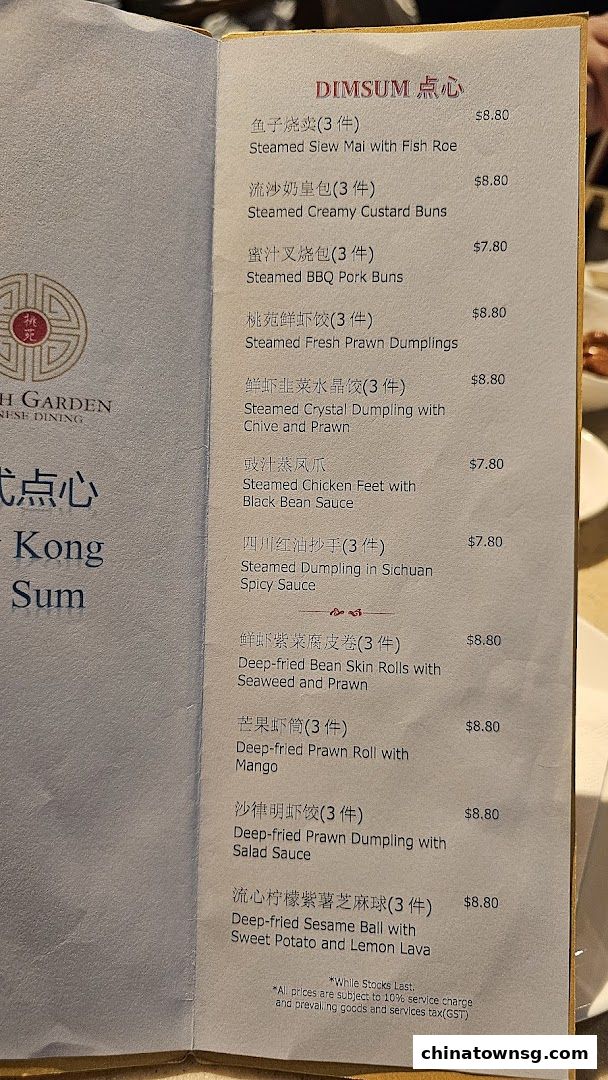 桃
苑
H GARDEN
NESE DINING
式点心
Kong
Sum
DIMSUM 点心
鱼子烧卖(3 件) $8.80
Steamed Siew Mai with Fish Roe
流沙奶皇包(3 件) $8.80
Steamed Creamy Custard Buns
蜜汁叉烧包(3 件) $7.80
Steamed BBQ Pork Buns
桃苑鲜虾饺(3 件) $8.80
Steamed Fresh Prawn Dumplings
鲜虾韭菜水晶饺(3 件) $8.80
Steamed Crystal Dumpling with
Chive and Prawn
豉汁蒸凤爪 $7.80
Steamed Chicken Feet with
Black Bean Sauce
四川红油抄手(3 件) $7.80
Steamed Dumpling in Sichuan
Spicy Sauce
鲜虾紫菜腐皮卷(3 件) $8.80
Deep-fried Bean Skin Rolls with
Seaweed and Prawn
芒果虾筒(3 件) $8.80
Deep-fried Prawn Roll with
Mango
沙律明虾饺(3 件) $8.80
Deep-fried Prawn Dumpling with
Salad Sauce
流心柠檬紫薯芝麻球(3 件) $8.80
Deep-fried Sesame Ball with
Sweet Potato and Lemon Lava
*While Stocks Last.
*All prices are subject to 10% service charge
and prevailing goods and services tax(GST)
chinatownsg.com